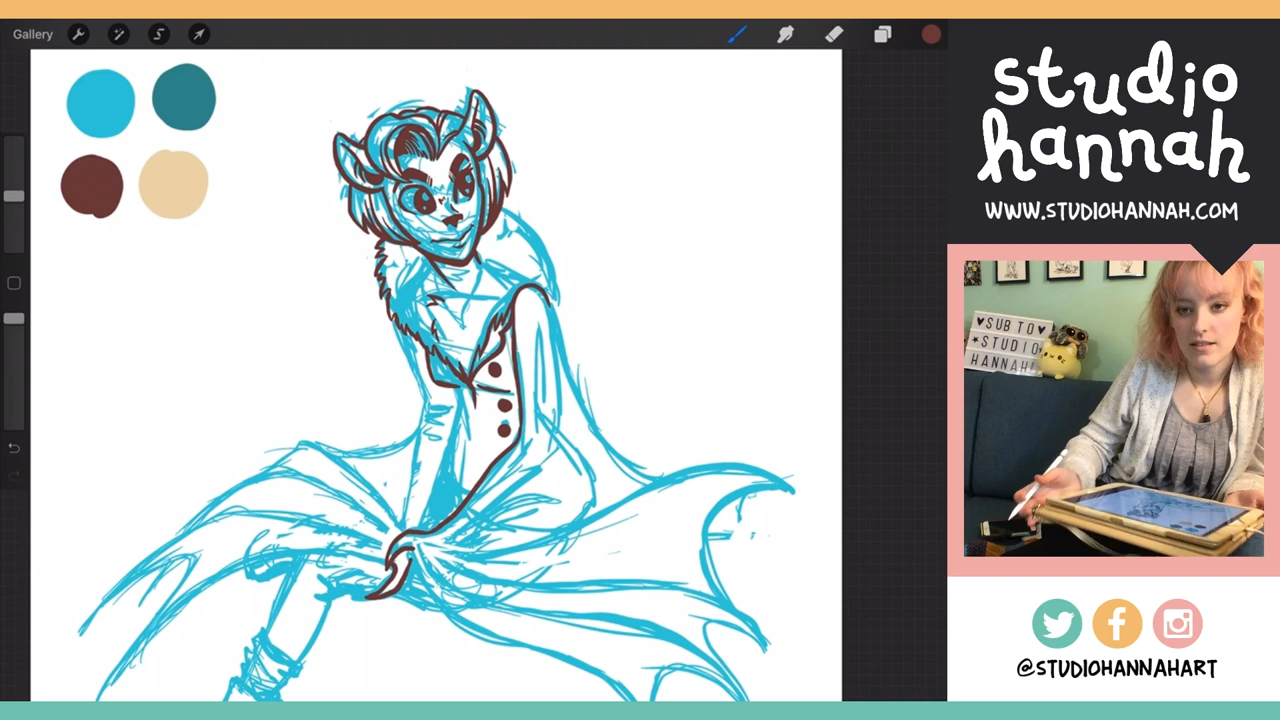 Gallery
studio
hannah
WWW.STUDIOHANNAH.COM
♥SUB TO♥
★STUDIO
HANNAH!
@STUDIOHANNAHART